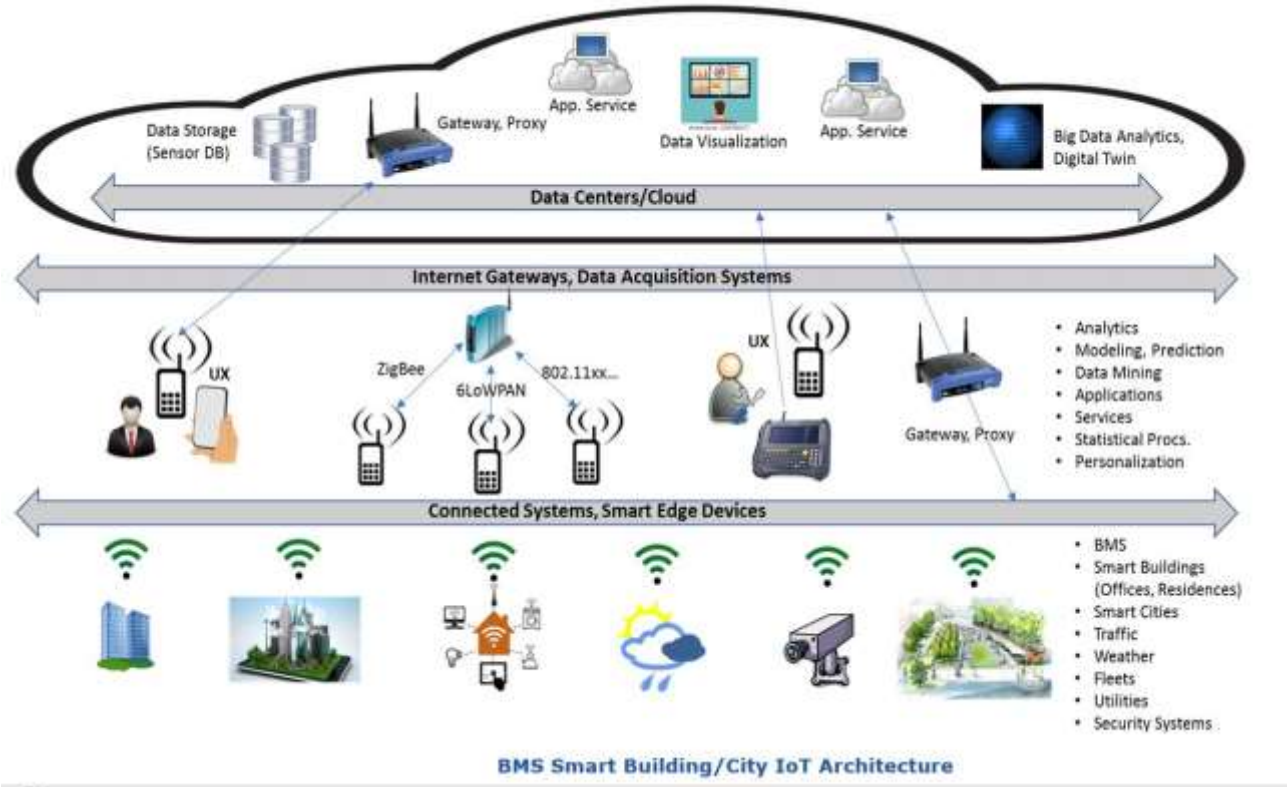 App. Service
Data Storage
(Sensor DB)
Gateway, Proxy
Data Visualization
App. Service
Big Data Analytics,
Digital Twin
Data Centers/Cloud
Internet Gateways, Data Acquisition Systems
UX
ZigBee
6LoWPAN
802.11xx...
UX
Gateway, Proxy
• Analytics
• Modeling, Prediction
• Data Mining
• Applications
• Services
• Statistical Procs.
• Personalization
Connected Systems, Smart Edge Devices
• BMS
• Smart Buildings
(Offices, Residences)
• Smart Cities
• Traffic
• Weather
• Fleets
• Utilities
• Security Systems
BMS Smart Building/City IoT Architecture